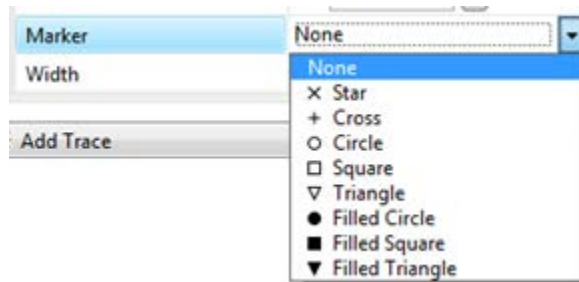 Marker None
Width
None
× Star
+ Cross
○ Circle
□ Square
▽ Triangle
● Filled Circle
■ Filled Square
▼ Filled Triangle
Add Trace